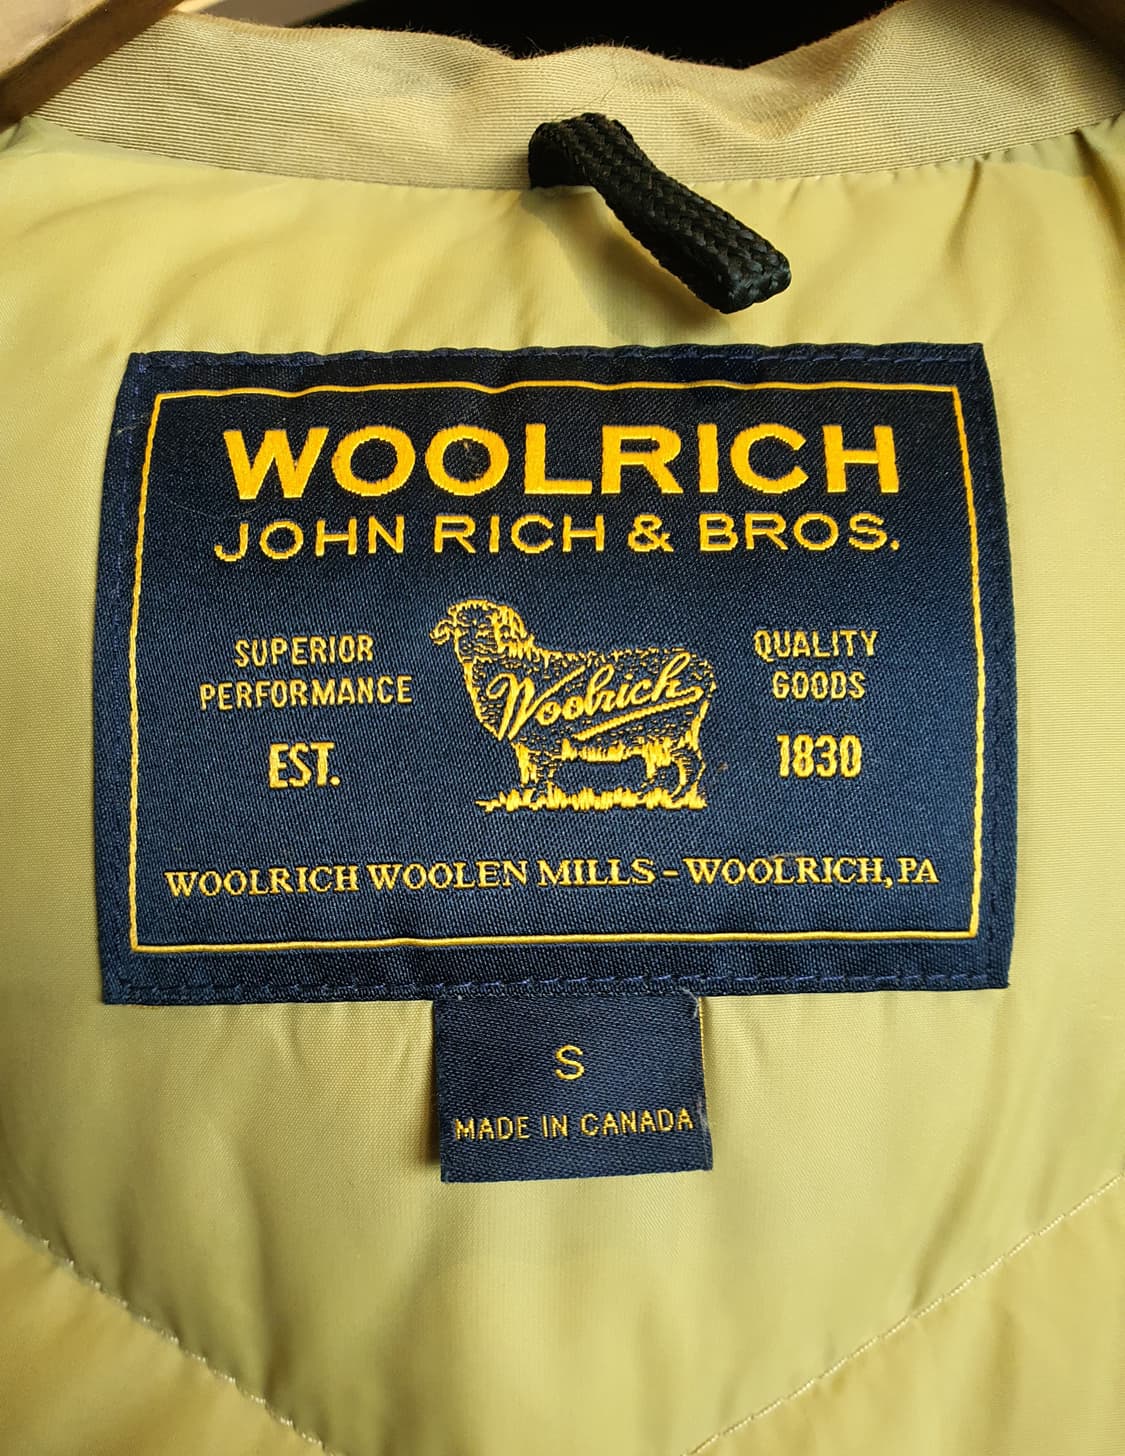 WOOLRICH
JOHN RICH & BROS.
SUPERIOR
PERFORMANCE
EST.
Woolrich
QUALITY
GOODS
1830
WOOLRICH WOOLEN MILLS - WOOLRICH, PA
S
MADE IN CANADA